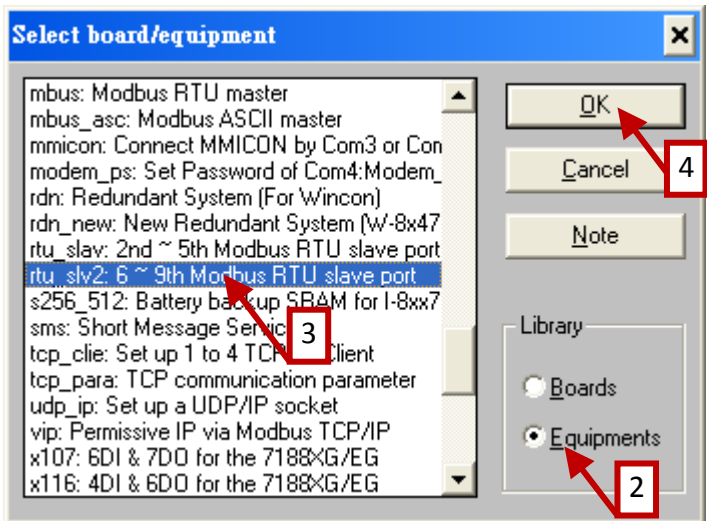 Select board/equipment
mbus: Modbus RTU master
mbus_asc: Modbus ASCII master
mmicon: Connect MMICON by Com3 or Con
modem_ps: Set Password of Com4:Modem_
rdn: Redundant System (For Wincon)
rdn_new: New Redundant System (W-8x47
rtu_slav: 2nd ~ 5th Modbus RTU slave port
rtu_slv2: 6 ~ 9th Modbus RTU slave port
s256_512: Battery backup SRAM for I-8xx7
sms: Short Message Servic
tcp_clie: Set up 1 to 4 TCP Client
tcp_para: TCP communication parameter
udp_ip: Set up a UDP/IP socket
vip: Permissive IP via Modbus TCP/IP
x107: 6DI & 7DO for the 7188XG/EG
x116: 4DI & 6DO for the 7188XG/EG
3
OK
4
Cancel
Note
Library
Boards
Equipments
2